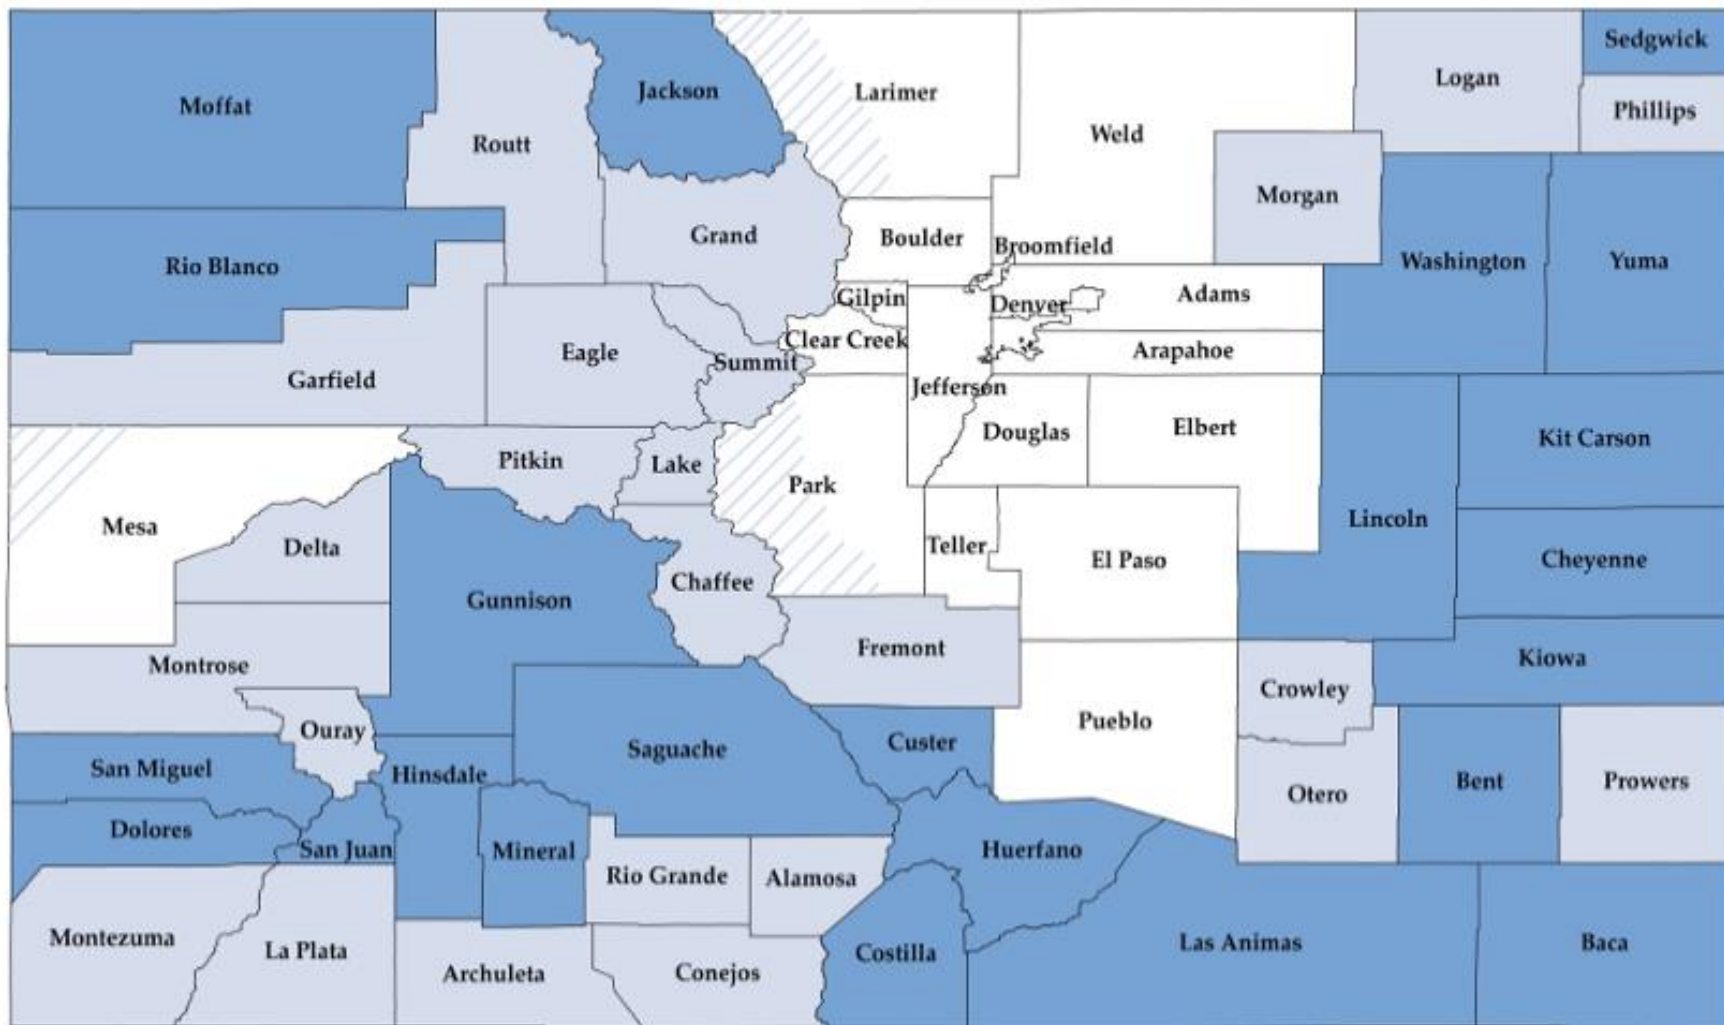 Sedgwick
Moffat
Jackson
Larimer
Logan
Phillips
Routt
Weld
Morgan
Grand
Boulder
Broomfield
Rio Blanco
Washington
Yuma
Gilpin
Denver
Adams
Clear Creek
Arapahoe
Eagle
Summit
Garfield
Jefferson
Douglas
Elbert
Kit Carson
Pitkin
Lake
Park
Lincoln
Mesa
Delta
Teller
El Paso
Cheyenne
Gunnison
Chaffee
Fremont
Kiowa
Montrose
Crowley
Ouray
Pueblo
Saguache
Custer
San Miguel
Hinsdale
Otero
Bent
Prowers
Dolores
San Juan
Mineral
Huerfano
Rio Grande
Alamosa
Montezuma
La Plata
Costilla
Las Animas
Baca
Archuleta
Conejos